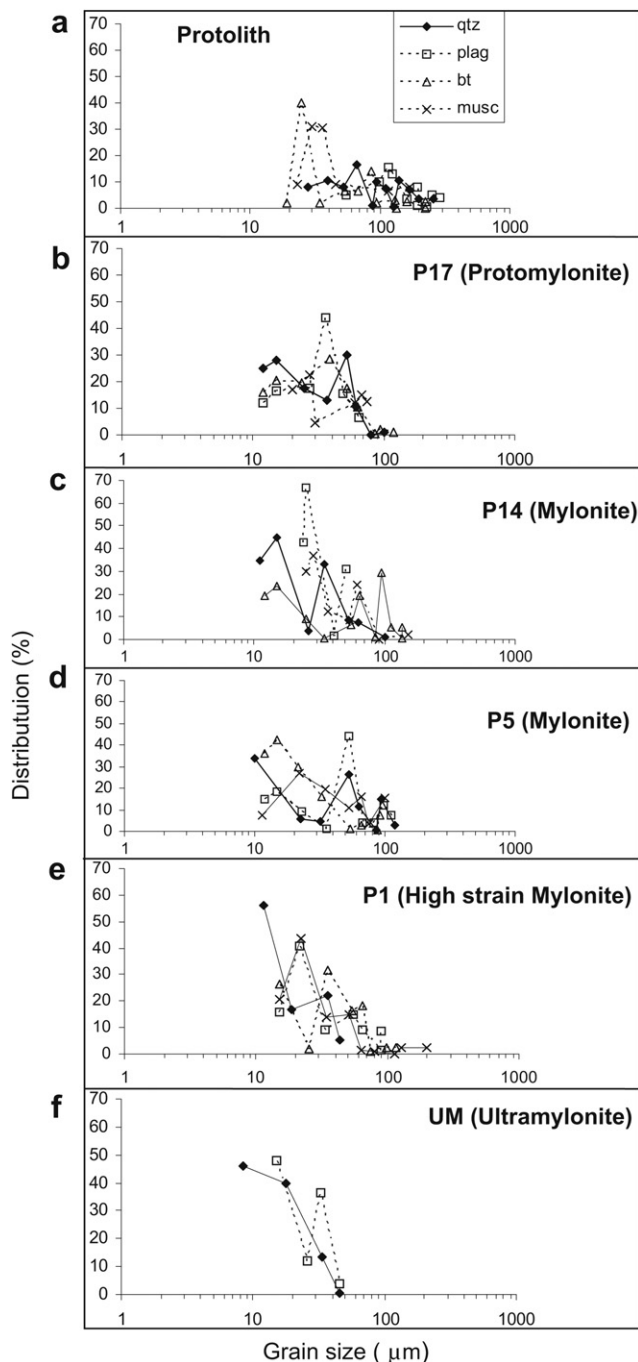 a
Protolith
qtz
plag
bt
musc
70
60
50
40
30
20
10
0
1 10 100 1000
b
P17 (Protomylonite)
70
60
50
40
30
20
10
0
1 10 100 1000
c
P14 (Mylonite)
70
60
50
40
30
20
10
0
1 10 100 1000
Distributuion (%)
d
P5 (Mylonite)
70
60
50
40
30
20
10
0
1 10 100 1000
e
P1 (High strain Mylonite)
70
60
50
40
30
20
10
0
1 10 100 1000
f
UM (Ultramylonite)
70
60
50
40
30
20
10
0
1 10 100 1000
Grain size ( μm)